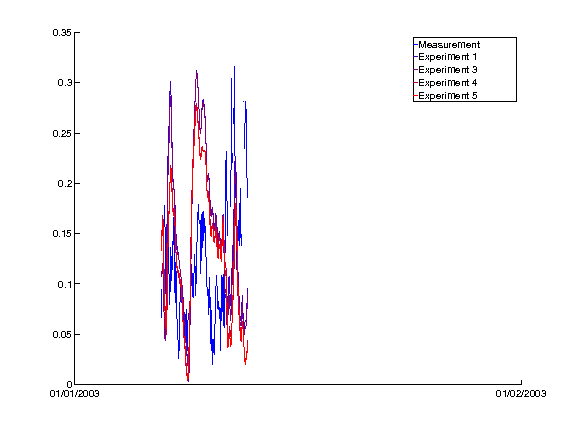 0.35
Measurement
Experiment 1
Experiment 3
Experiment 4
Experiment 5
0.3
0.25
0.2
0.15
0.1
0.05
0
01/01/2003 01/02/2003